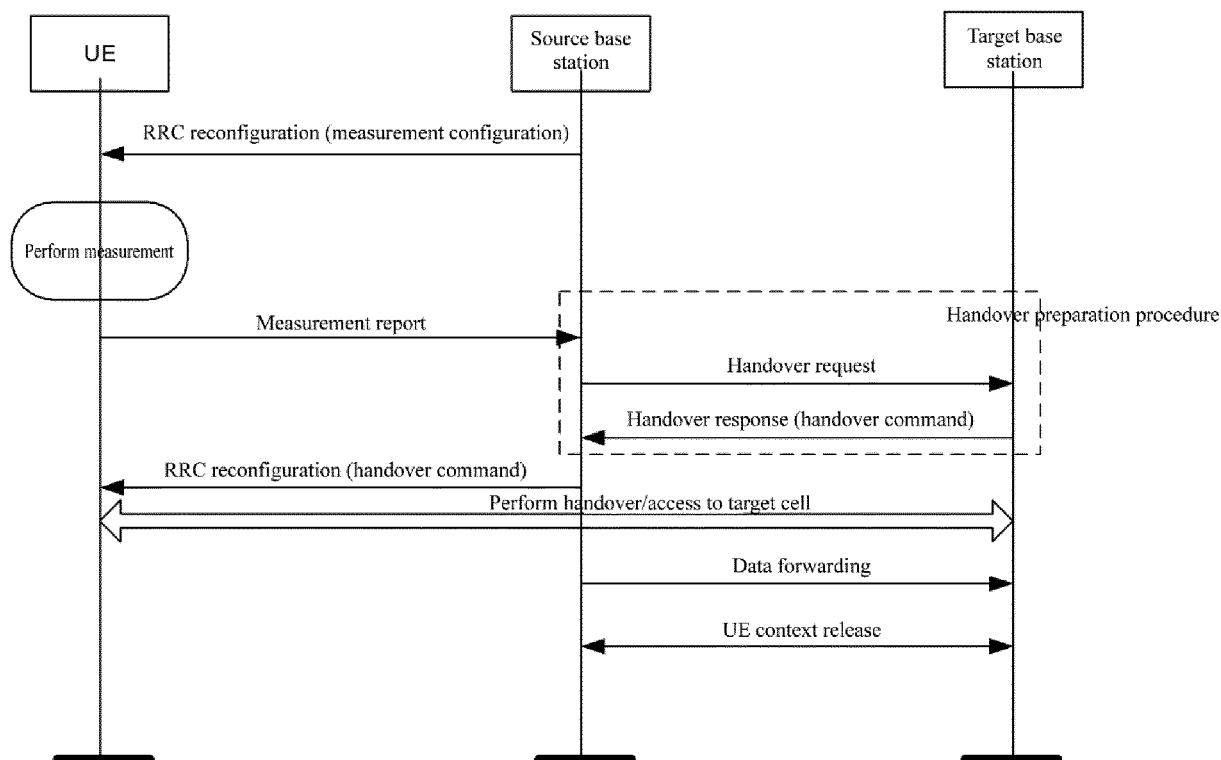 UE
Source base
station
Target base
station
RRC reconfiguration (measurement configuration)
Perform measurement
Handover preparation procedure
Measurement report
Handover request
Handover response (handover command)
RRC reconfiguration (handover command)
Perform handover/access to target cell
Data forwarding
UE context release